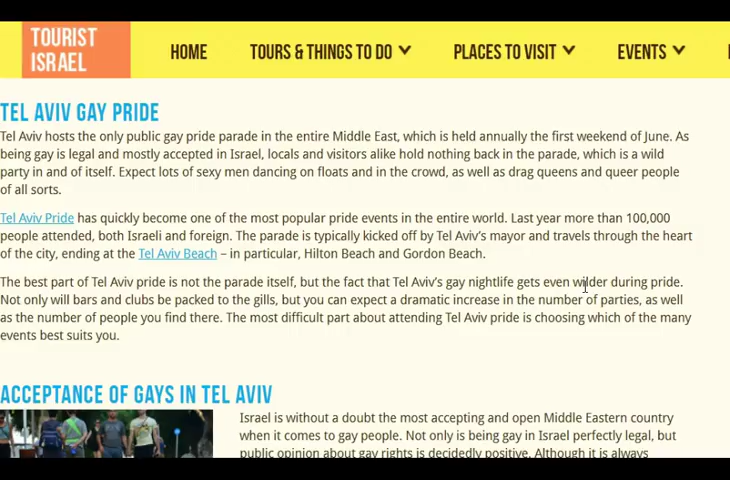 TOURIST
ISRAEL
HOME
TOURS & THINGS TO DO
PLACES TO VISIT
EVENTS
TEL AVIV GAY PRIDE
Tel Aviv hosts the only public gay pride parade in the entire Middle East, which is held annually the first weekend of June. As
being gay is legal and mostly accepted in Israel, locals and visitors alike hold nothing back in the parade, which is a wild
party in and of itself. Expect lots of sexy men dancing on floats and in the crowd, as well as drag queens and queer people
of all sorts.
Tel Aviv Pride has quickly become one of the most popular pride events in the entire world. Last year more than 100,000
people attended, both Israeli and foreign. The parade is typically kicked off by Tel Aviv's mayor and travels through the heart
of the city, ending at the Tel Aviv Beach – in particular, Hilton Beach and Gordon Beach.
The best part of Tel Aviv pride is not the parade itself, but the fact that Tel Aviv's gay nightlife gets even wilder during pride.
Not only will bars and clubs be packed to the gills, but you can expect a dramatic increase in the number of parties, as well
as the number of people you find there. The most difficult part about attending Tel Aviv pride is choosing which of the many
events best suits you.
ACCEPTANCE OF GAYS IN TEL AVIV
Israel is without a doubt the most accepting and open Middle Eastern country
when it comes to gay people. Not only is being gay in Israel perfectly legal, but
public opinion about gay rights is decidedly positive. Although it is always